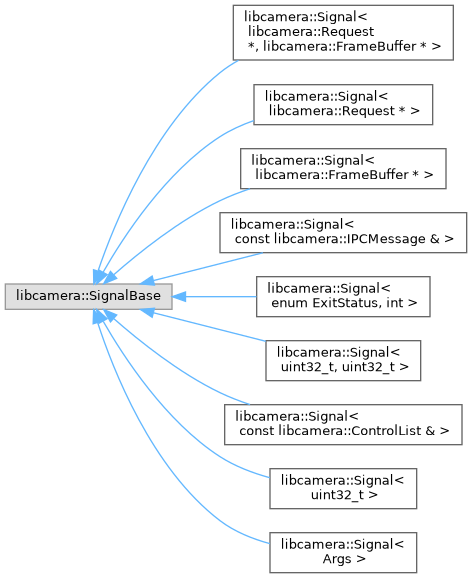 libcamera::Signal<
libcamera::Request
*, libcamera::FrameBuffer * >
libcamera::Signal<
libcamera::Request * >
libcamera::Signal<
libcamera::FrameBuffer * >
libcamera::Signal<
const libcamera::IPCMessage & >
libcamera::SignalBase
libcamera::Signal<
enum ExitStatus, int >
libcamera::Signal<
uint32_t, uint32_t >
libcamera::Signal<
const libcamera::ControlList & >
libcamera::Signal<
uint32_t >
libcamera::Signal<
Args >